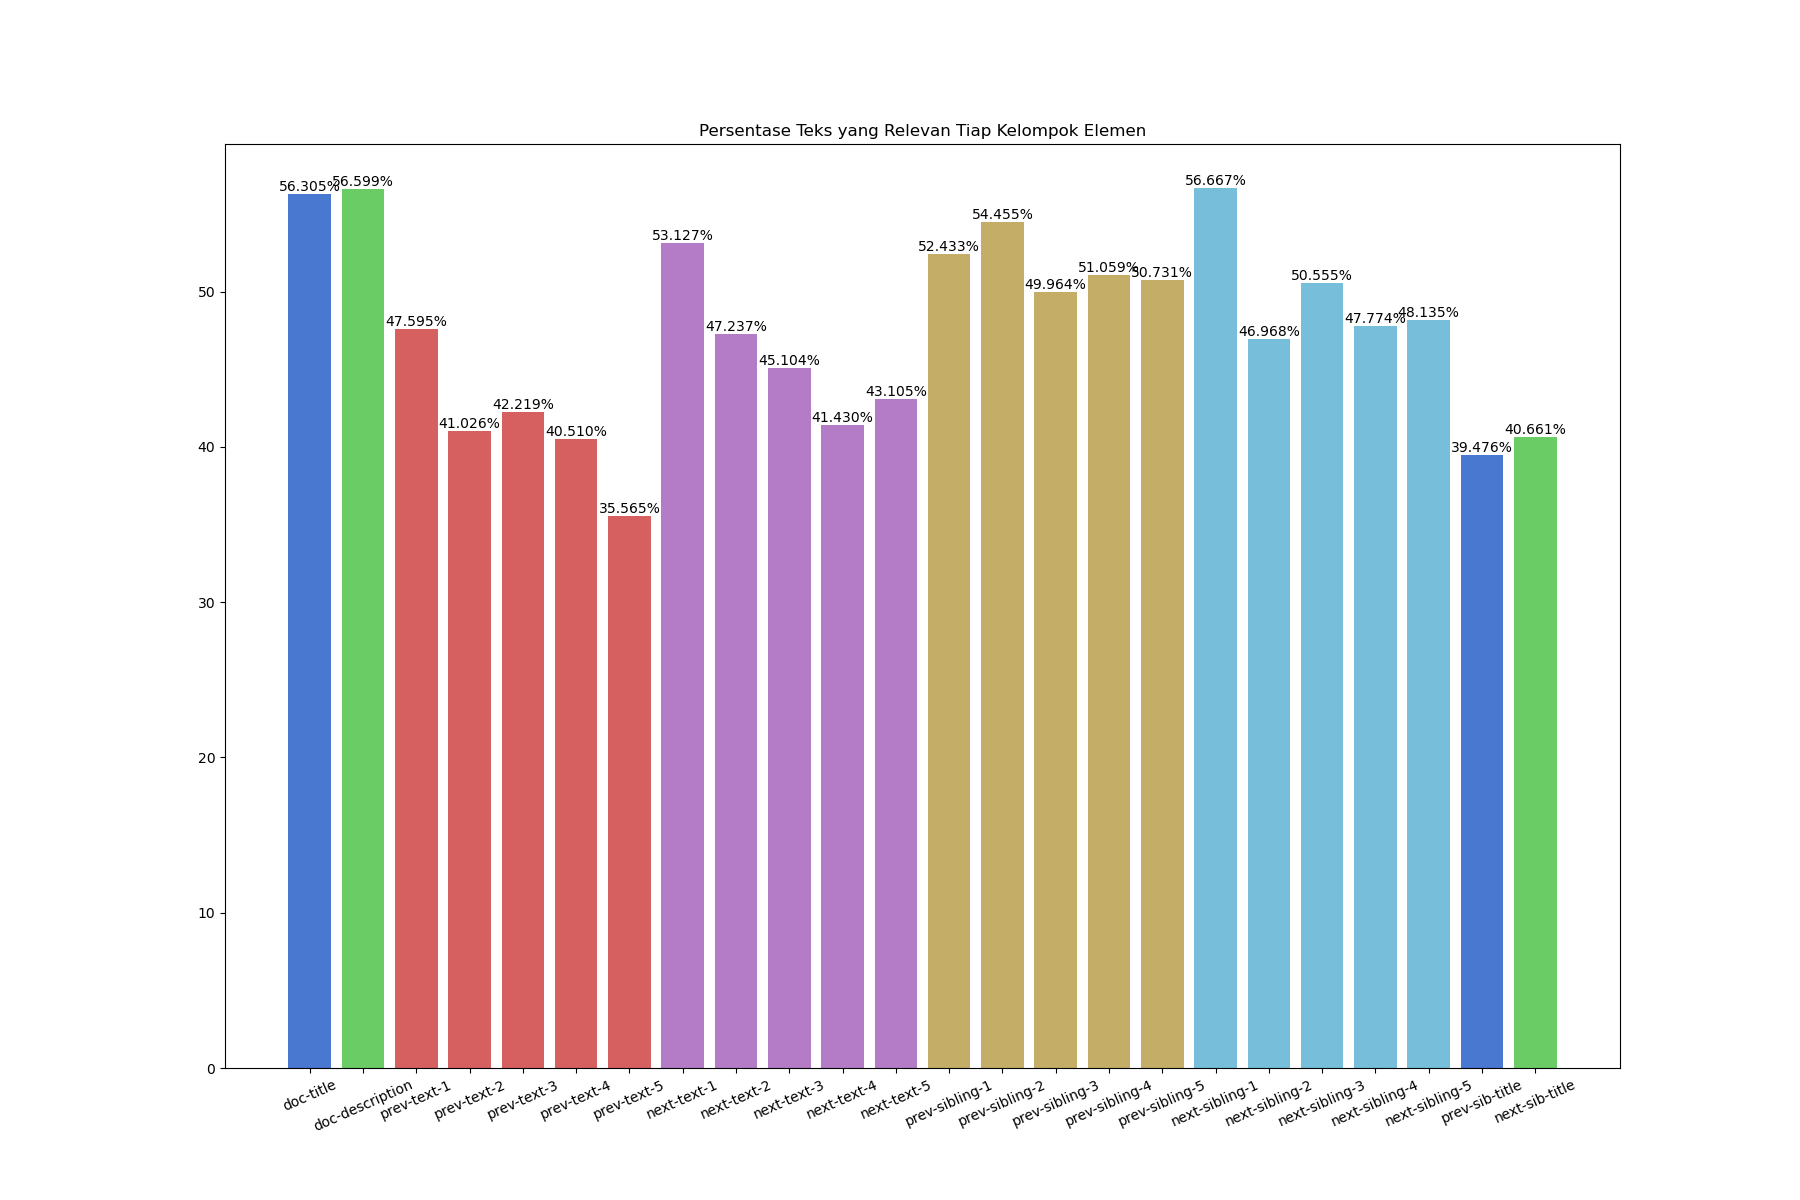 Persentase Teks yang Relevan Tiap Kelompok Elemen
56.305%
56.599%
47.595%
41.026%
42.219%
40.510%
35.565%
53.127%
47.237%
45.104%
41.430%
43.105%
52.433%
54.455%
49.964%
51.059%
50.731%
56.667%
46.968%
50.555%
47.774%
48.135%
39.476%
40.661%
50
40
30
20
10
0
doc-title
doc-description
prev-text-1
prev-text-2
prev-text-3
prev-text-4
prev-text-5
next-text-1
next-text-2
next-text-3
next-text-4
next-text-5
prev-sibling-1
prev-sibling-2
prev-sibling-3
prev-sibling-4
prev-sibling-5
next-sibling-1
next-sibling-2
next-sibling-3
next-sibling-4
next-sibling-5
prev-sib-title
next-sib-title